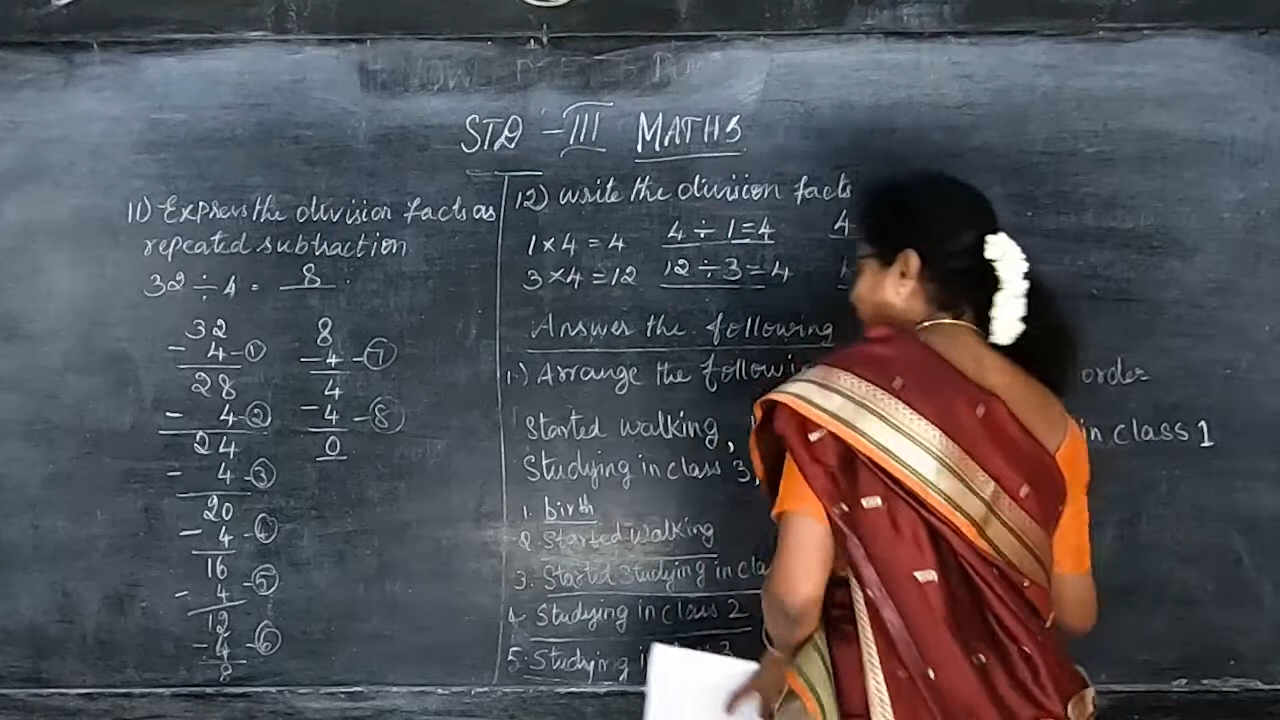 STD - III MATHS
11) Express the division facts as
repeated subtraction
32 ÷ 4 = 8
32
- 4 - ①
28
- 4 - ②
24
- 4 - ③
20
- 4 - ④
16
- 4 - ⑤
12
- 4 - ⑥
8
8
- 4 - ⑦
4
- 4 - ⑧
0
12) Write the division facts
1 × 4 = 4 4 ÷ 1 = 4 4
3 × 4 = 12 12 ÷ 3 = 4
Answer the following
1.) Arrange the following order
Started walking, in class 1
Studying in class 3,
1. birth
2. Started walking
3. Started Studying in
4. Studying in class 2
5. Studying 3